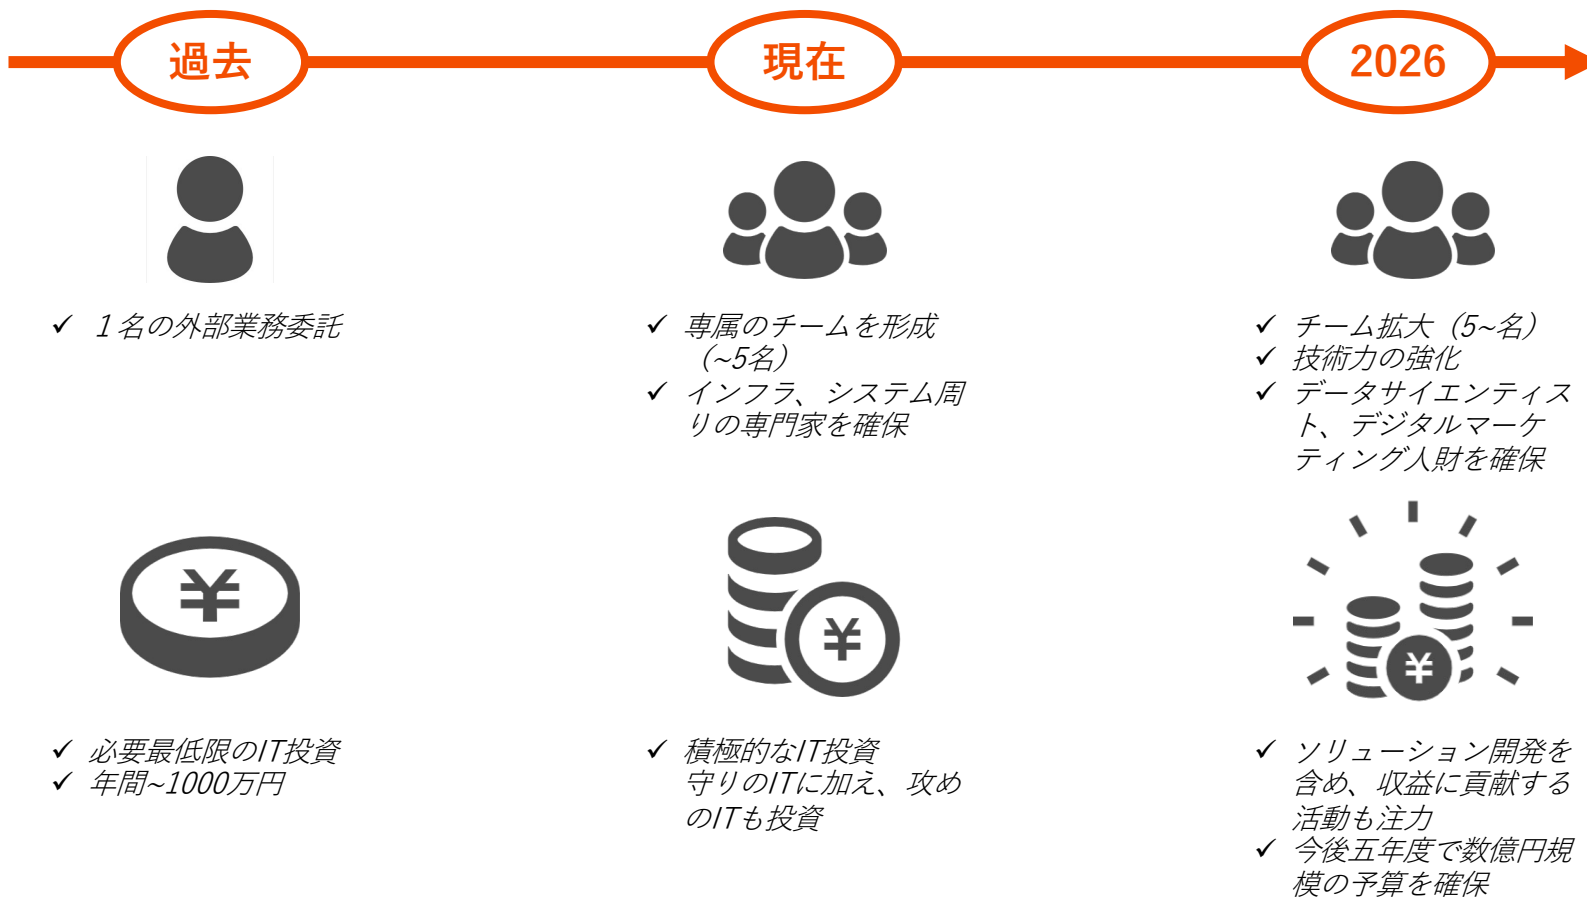 過去
現在
2026
✓ １名の外部業務委託
✓ 専属のチームを形成
（~5名）
✓ インフラ、システム周
りの専門家を確保
✓ チーム拡大（5~名）
✓ 技術力の強化
✓ データサイエンティス
ト、デジタルマーケ
ティング人財を確保
¥
¥
¥
✓ 必要最低限のIT投資
✓ 年間~1000万円
✓ 積極的なIT投資
守りのITに加え、攻め
のITも投資
✓ ソリューション開発を
含め、収益に貢献する
活動も注力
✓ 今後五年度で数億円規
模の予算を確保